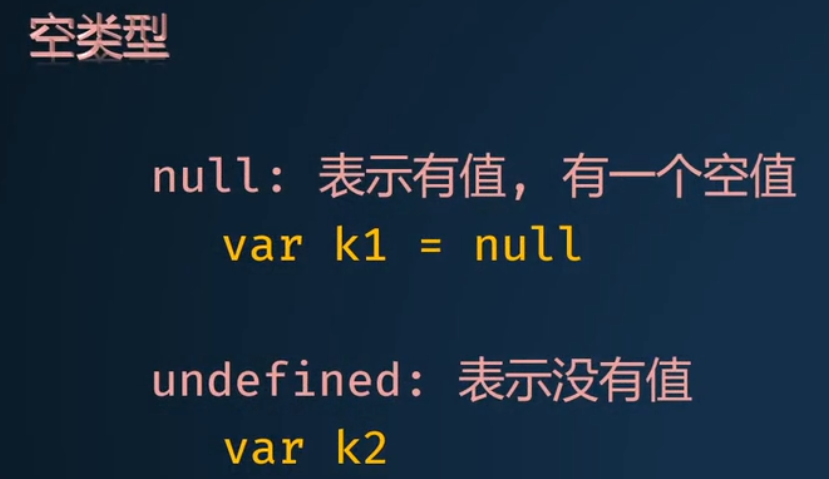 空类型
null: 表示有值, 有一个空值
var k1 = null
undefined: 表示没有值
var k2